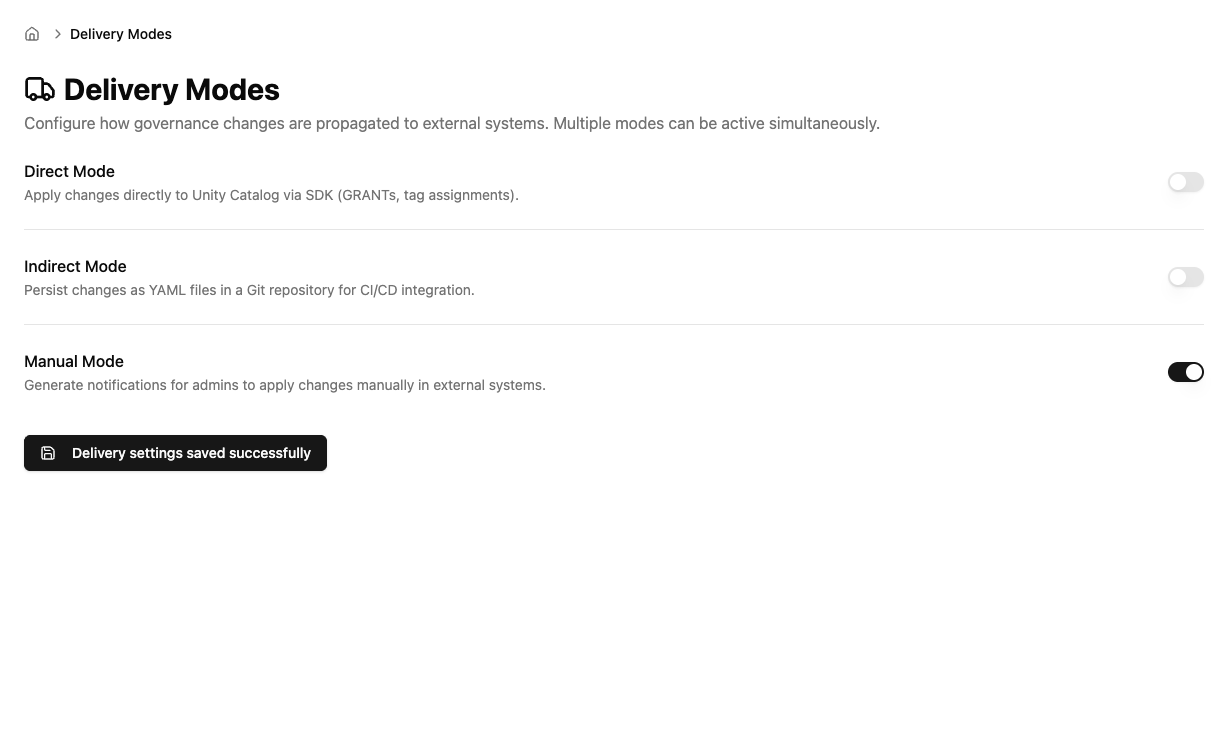 Delivery Modes
Delivery Modes
Configure how governance changes are propagated to external systems. Multiple modes can be active simultaneously.
Direct Mode
Apply changes directly to Unity Catalog via SDK (GRANTs, tag assignments).
Indirect Mode
Persist changes as YAML files in a Git repository for CI/CD integration.
Manual Mode
Generate notifications for admins to apply changes manually in external systems.
Delivery settings saved successfully